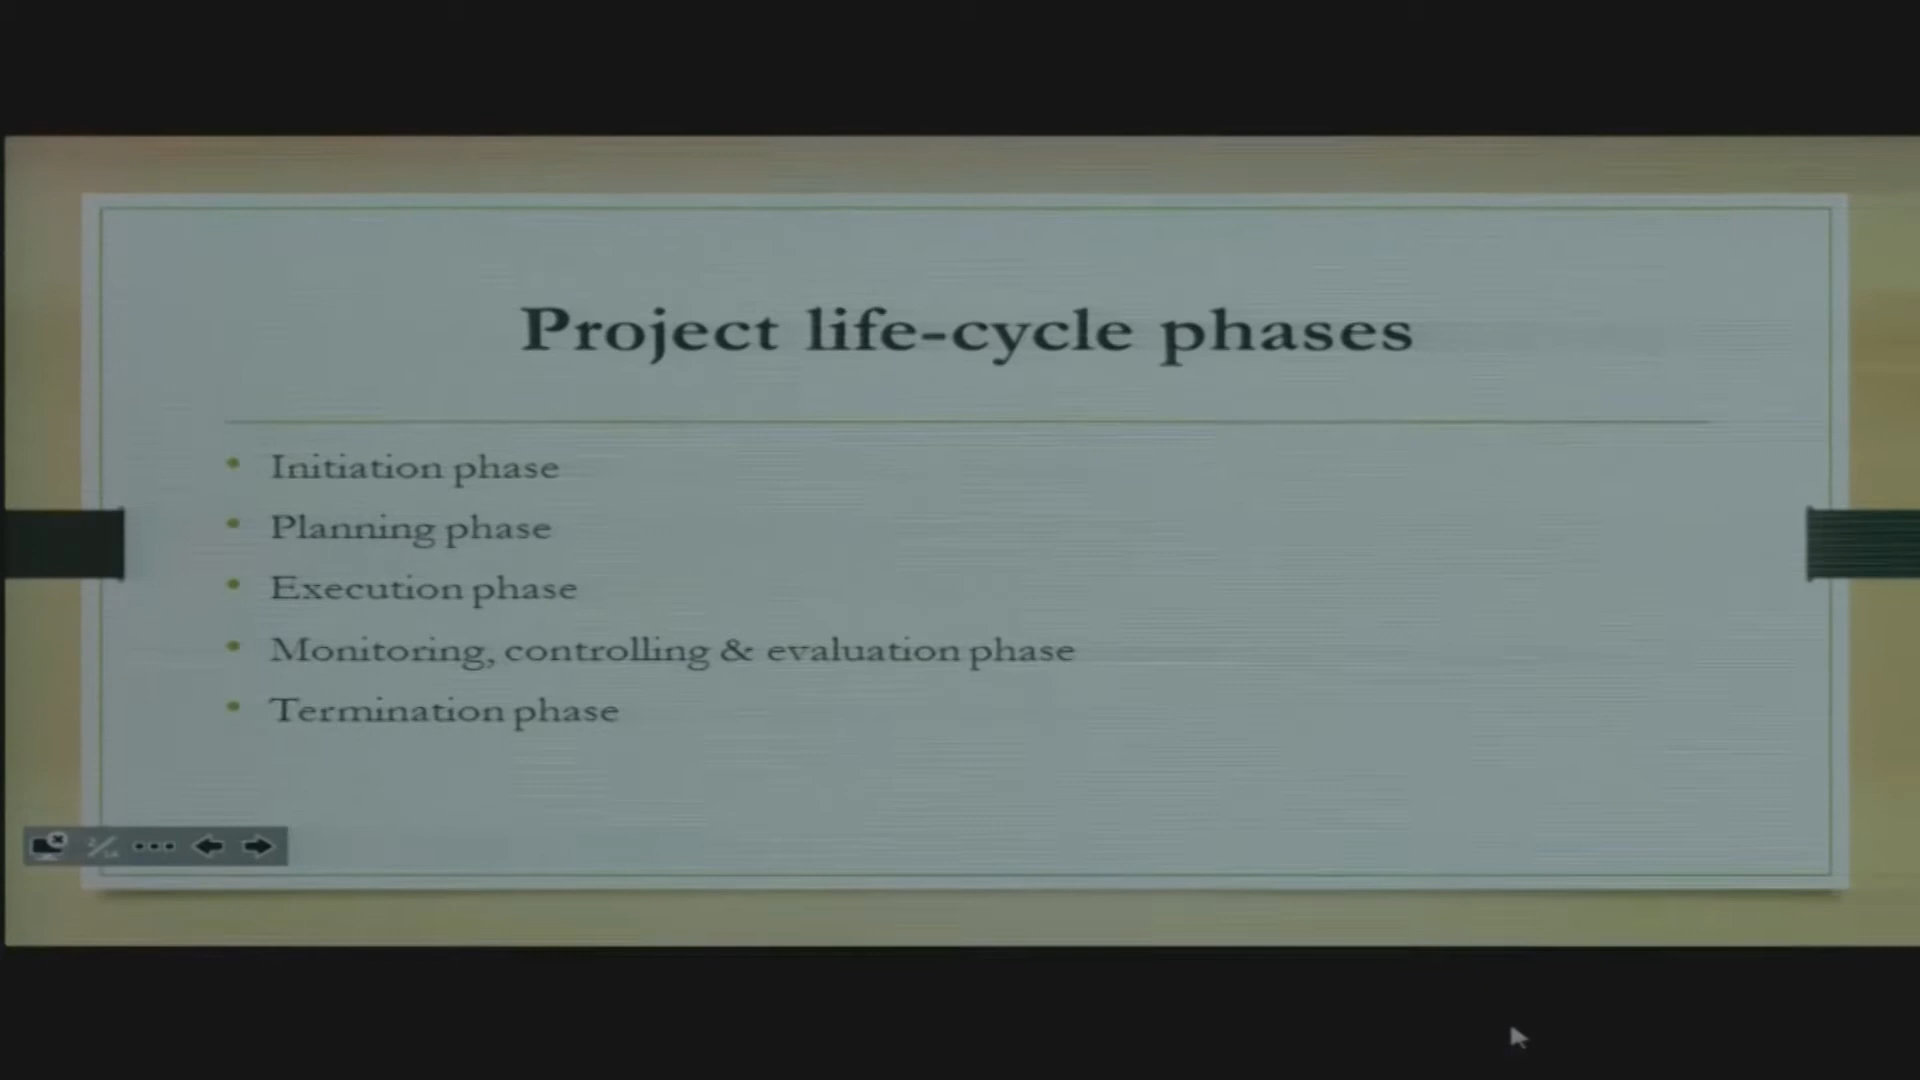 Project life-cycle phases
• Initiation phase
• Planning phase
• Execution phase
• Monitoring, controlling & evaluation phase
• Termination phase